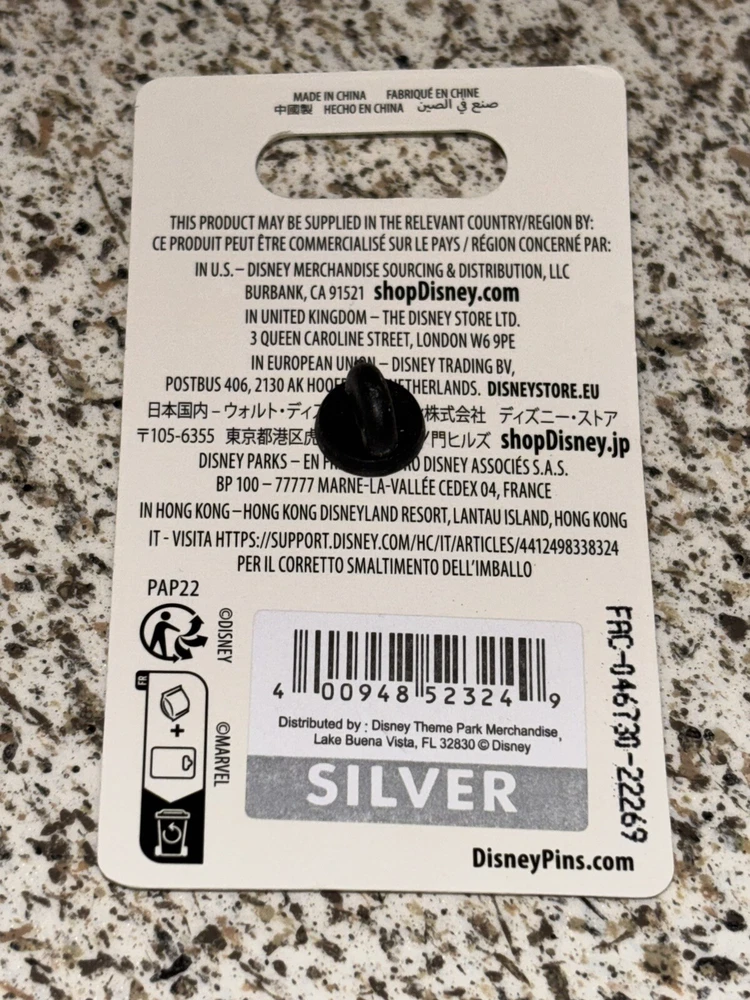 MADE IN CHINA FABRIQUÉ EN CHINE
中國製 HECHO EN CHINA صنع في الصين
THIS PRODUCT MAY BE SUPPLIED IN THE RELEVANT COUNTRY/REGION BY:
CE PRODUIT PEUT ÊTRE COMMERCIALISÉ SUR LE PAYS / RÉGION CONCERNÉ PAR:
IN U.S. – DISNEY MERCHANDISE SOURCING & DISTRIBUTION, LLC
BURBANK, CA 91521 shopDisney.com
IN UNITED KINGDOM – THE DISNEY STORE LTD.
3 QUEEN CAROLINE STREET, LONDON W6 9PE
IN EUROPEAN UNION – DISNEY TRADING BV,
POSTBUS 406, 2130 AK HOOF ETHERLANDS. DISNEYSTORE.EU
日本国内 – ウォルト・ディズ 株式会社 ディズニー・ストア
〒105-6355 東京都港区虎 ノ門ヒルズ shopDisney.jp
DISNEY PARKS – EN FR RO DISNEY ASSOCIÉS S.A.S.
BP 100 – 77777 MARNE-LA-VALLÉE CEDEX 04, FRANCE
IN HONG KONG – HONG KONG DISNEYLAND RESORT, LANTAU ISLAND, HONG KONG
IT - VISITA HTTPS://SUPPORT.DISNEY.COM/HC/IT/ARTICLES/4412498338324
PER IL CORRETTO SMALTIMENTO DELL'IMBALLO
PAP22
©DISNEY
FR
©MARVEL
4 00948 52324 9
Distributed by : Disney Theme Park Merchandise,
Lake Buena Vista, FL 32830 © Disney
SILVER
FAC-046730-22269
DisneyPins.com